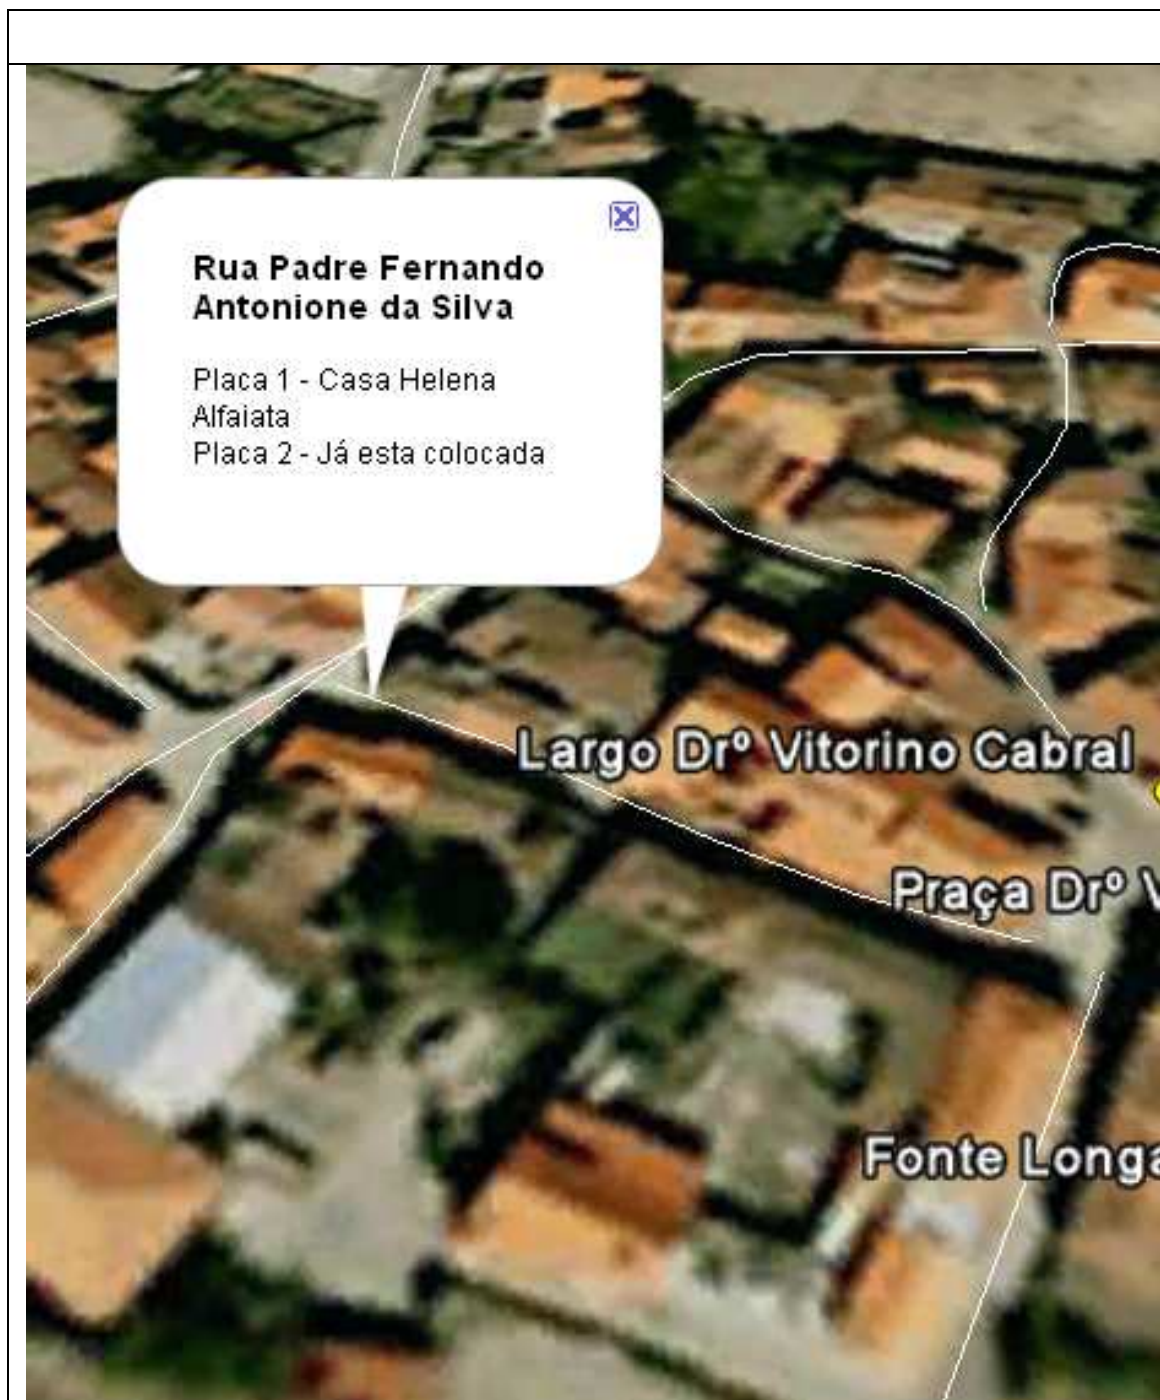 Rua Padre Fernando
Antonione da Silva
Placa 1 - Casa Helena
Alfaiata
Placa 2 - Já esta colocada
Largo Drº Vitorino Cabral
Praça Drº V
Fonte Longa